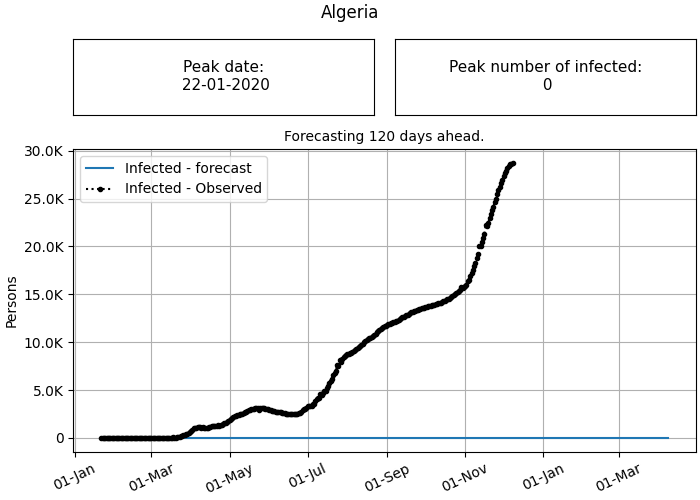 Algeria
Peak date:
22-01-2020
Peak number of infected:
0
Forecasting 120 days ahead.
Infected - forecast
Infected - Observed
30.0K
25.0K
20.0K
15.0K
10.0K
5.0K
0
Persons
01-Jan
01-Mar
01-May
01-Jul
01-Sep
01-Nov
01-Jan
01-Mar